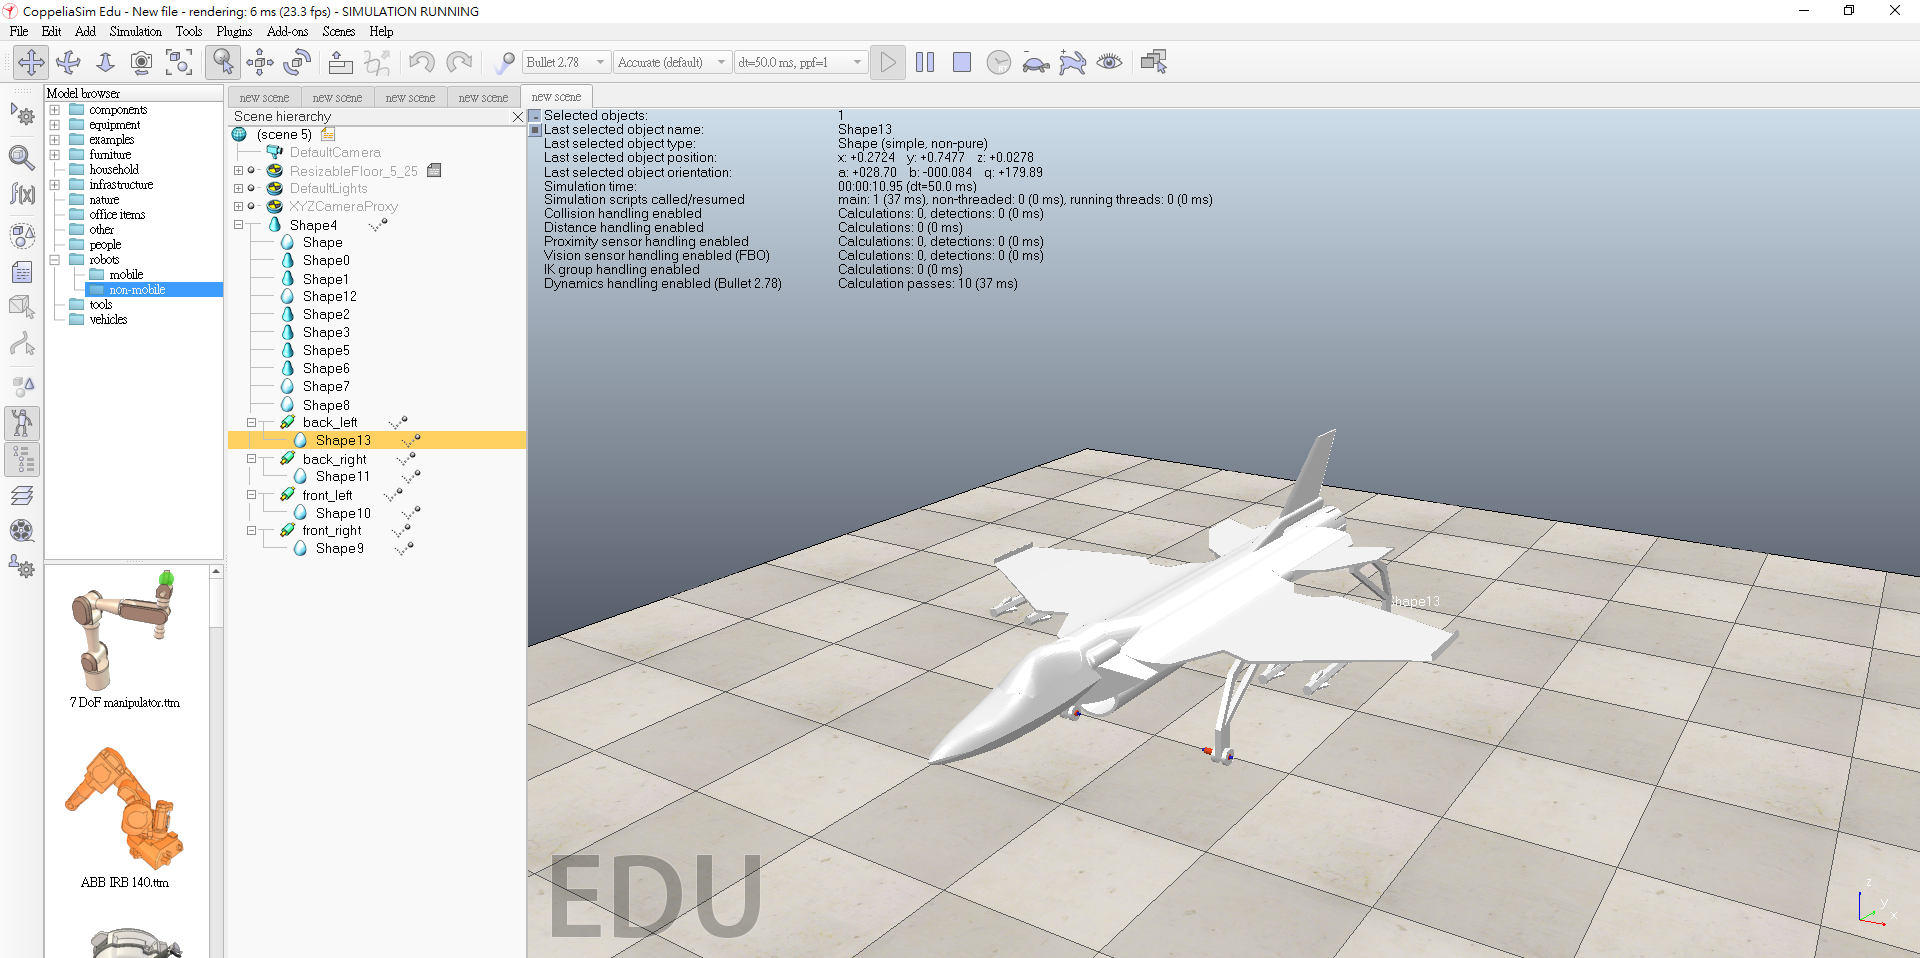 CoppeliaSim Edu - New file - rendering: 6 ms (23.3 fps) - SIMULATION RUNNING
File Edit Add Simulation Tools Plugins Add-ons Scenes Help
Bullet 2.78 Accurate (default) dt=50.0 ms, ppf=1
RT
f(x)
Model browser
components
equipment
examples
furniture
household
infrastructure
nature
office items
other
people
robots
mobile
non-mobile
tools
vehicles
7 DoF manipulator.ttm
ABB IRB 140.ttm
new scene new scene new scene new scene new scene
Scene hierarchy
(scene 5)
DefaultCamera
ResizableFloor_5_25
DefaultLights
XYZCameraProxy
Shape4
Shape
Shape0
Shape1
Shape12
Shape2
Shape3
Shape5
Shape6
Shape7
Shape8
back_left
Shape13
back_right
Shape11
front_left
Shape10
front_right
Shape9
Selected objects: 1
Last selected object name: Shape13
Last selected object type: Shape (simple, non-pure)
Last selected object position: x: +0.2724 y: +0.7477 z: +0.0278
Last selected object orientation: a: +028.70 b: -000.084 q: +179.89
Simulation time: 00:00:10.95 (dt=50.0 ms)
Simulation scripts called/resumed main: 1 (37 ms), non-threaded: 0 (0 ms), running threads: 0 (0 ms)
Collision handling enabled Calculations: 0, detections: 0 (0 ms)
Distance handling enabled Calculations: 0 (0 ms)
Proximity sensor handling enabled Calculations: 0, detections: 0 (0 ms)
Vision sensor handling enabled (FBO) Calculations: 0, detections: 0 (0 ms)
IK group handling enabled Calculations: 0 (0 ms)
Dynamics handling enabled (Bullet 2.78) Calculation passes: 10 (37 ms)
Shape13
EDU
z
y
x